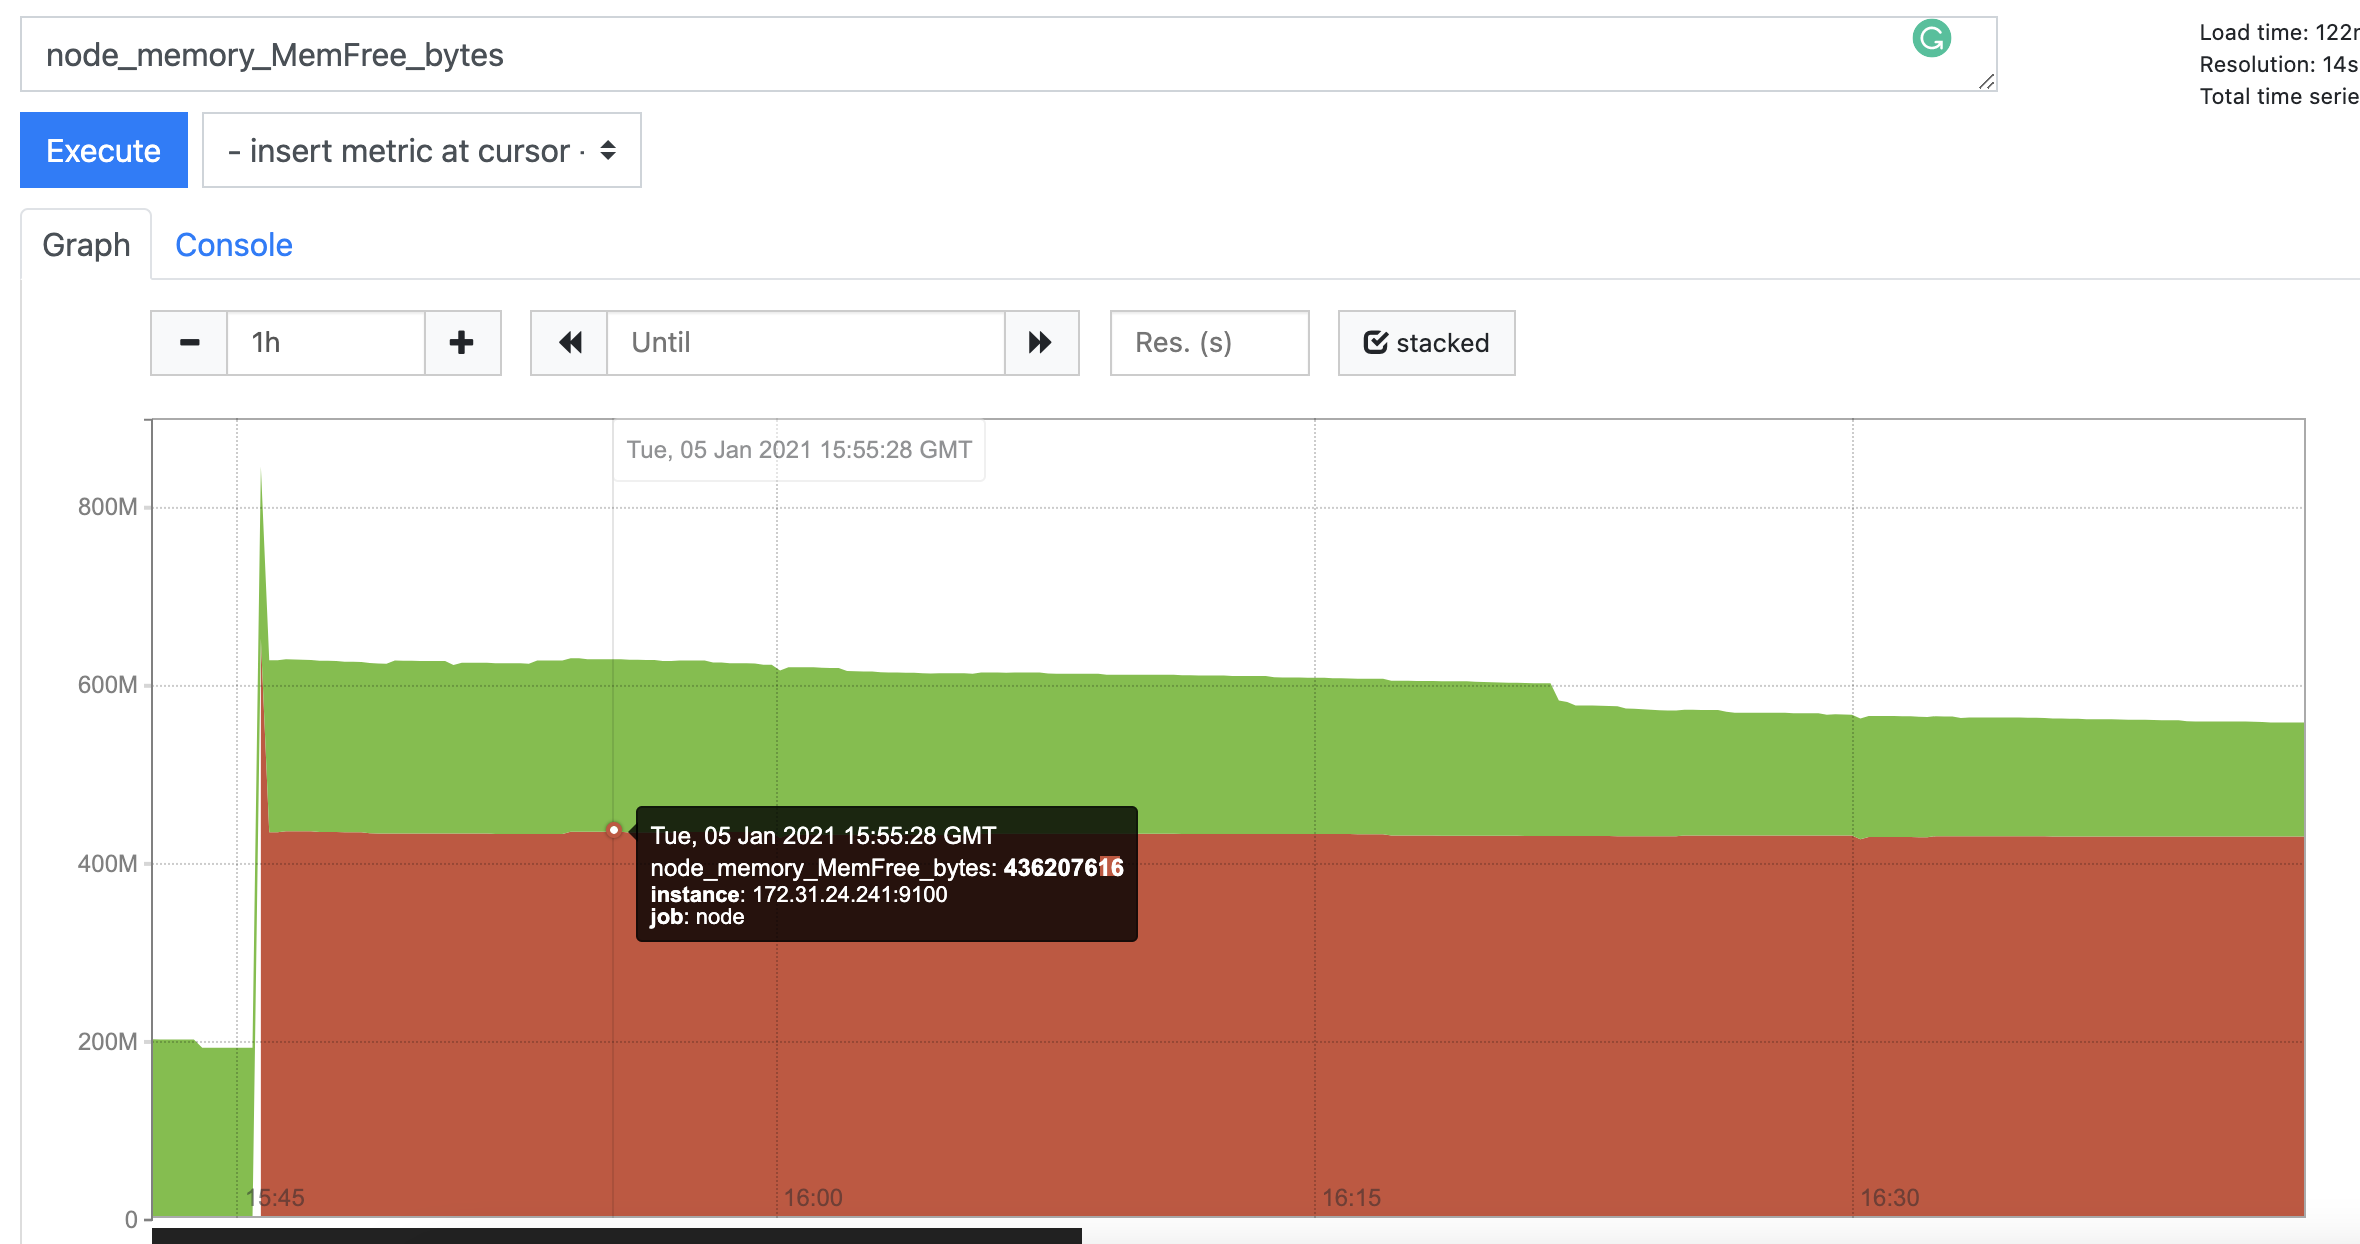 node_memory_MemFree_bytes
Load time: 122
Resolution: 14s
Total time
Execute
- insert metric at cursor -
Graph Console
1h
Until
Res. (s)
stacked
Tue, 05 Jan 2021 15:55:28 GMT
800M
600M
400M
200M
0
Tue, 05 Jan 2021 15:55:28 GMT
node_memory_MemFree_bytes: 436207616
instance: 172.31.24.241:9100
job: node
15:45
16:00
16:15
16:30